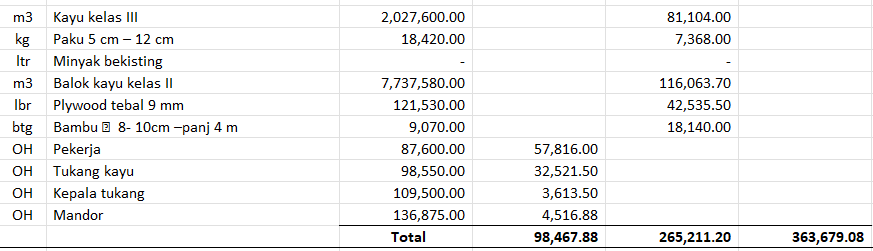 m3 Kayu kelas III 2,027,600.00 81,104.00
kg Paku 5 cm – 12 cm 18,420.00 7,368.00
ltr Minyak bekisting - -
m3 Balok kayu kelas II 7,737,580.00 116,063.70
lbr Plywood tebal 9 mm 121,530.00 42,535.50
btg Bambu  8- 10cm –panj 4 m 9,070.00 18,140.00
OH Pekerja 87,600.00 57,816.00
OH Tukang kayu 98,550.00 32,521.50
OH Kepala tukang 109,500.00 3,613.50
OH Mandor 136,875.00 4,516.88
Total 98,467.88 265,211.20 363,679.08